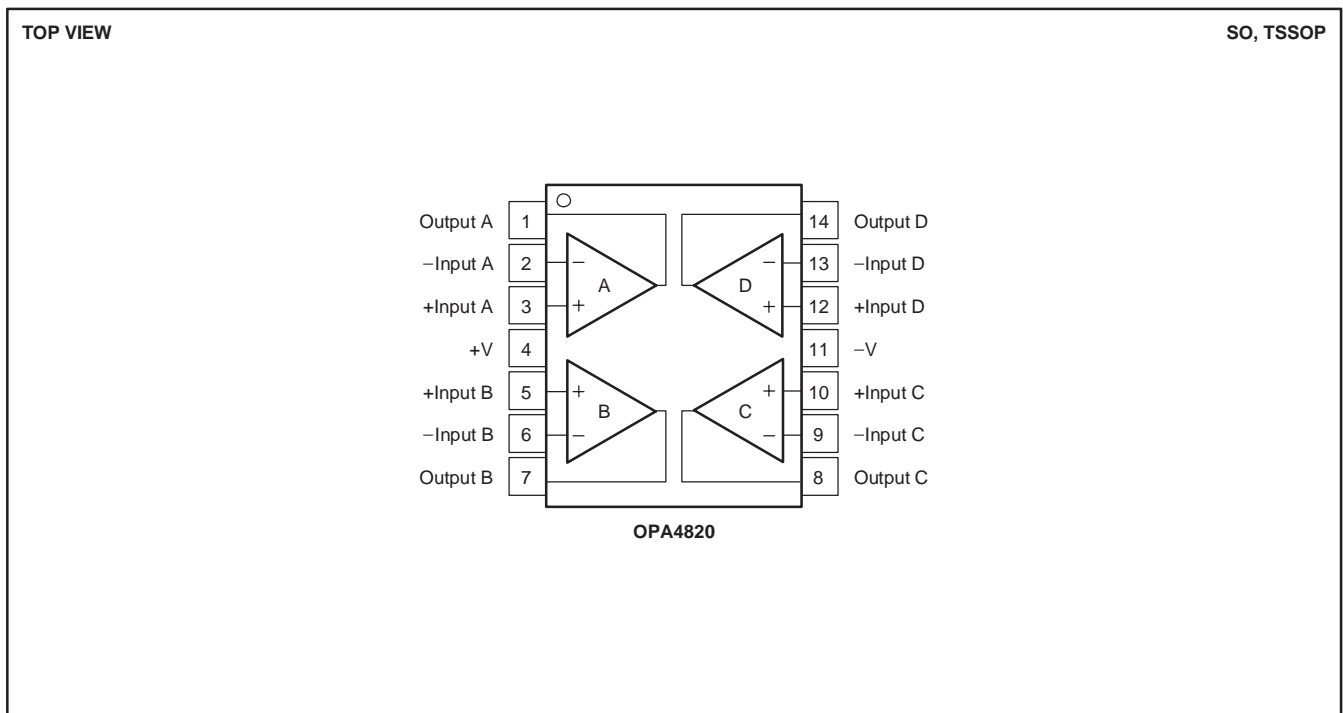 TOP VIEW SO, TSSOP
Output A 1 14 Output D
−Input A 2 − − 13 −Input D
A D
+Input A 3 + + 12 +Input D
+V 4 11 −V
+Input B 5 + + 10 +Input C
B C
−Input B 6 − − 9 −Input C
Output B 7 8 Output C
OPA4820